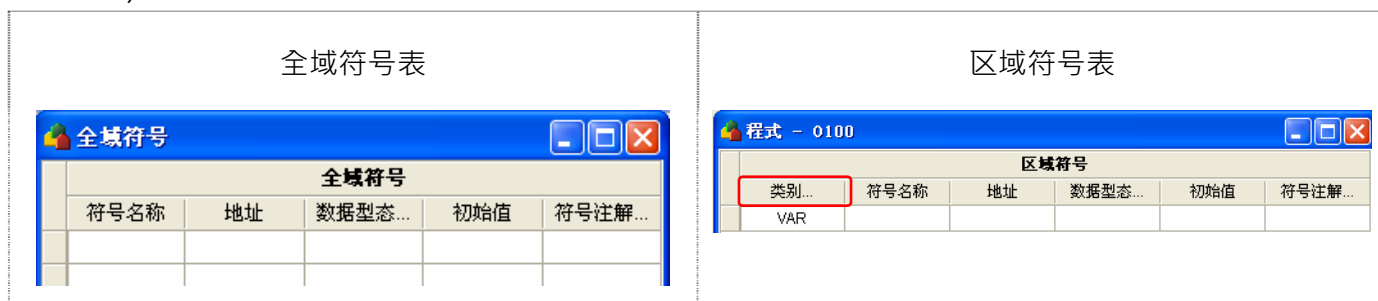 全域符号表
区域符号表
全域符号
全域符号
符号名称 地址 数据型态... 初始值 符号注解...
程式 - 0100
区域符号
类别... 符号名称 地址 数据型态... 初始值 符号注解...
VAR